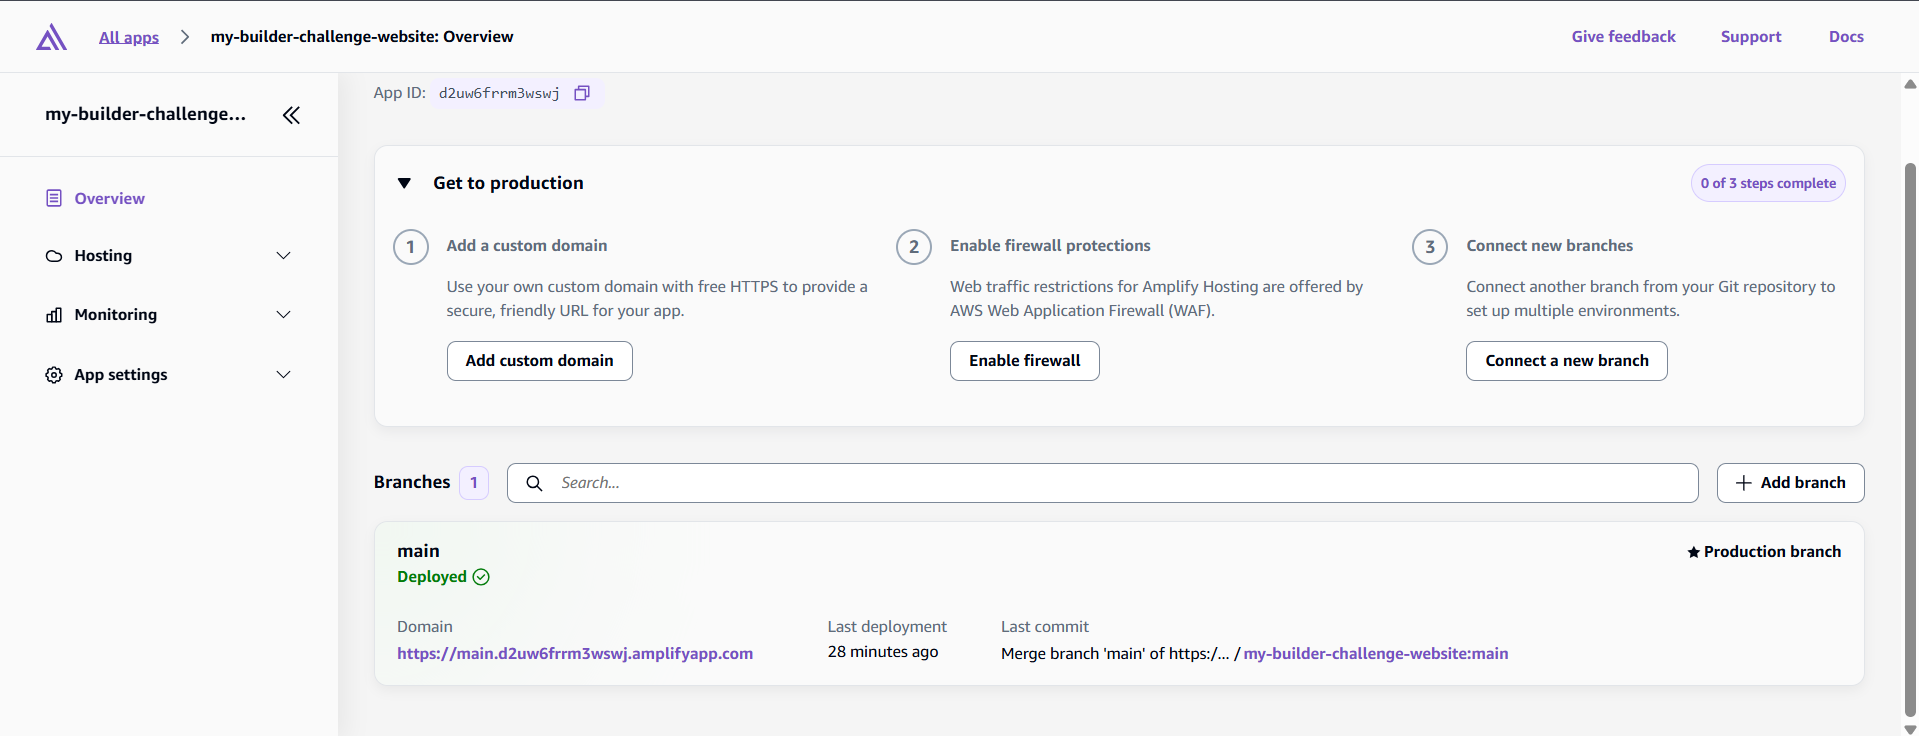 All apps > my-builder-challenge-website: Overview
Give feedback Support Docs
my-builder-challenge...
Overview
Hosting
Monitoring
App settings
App ID: d2uw6frrm3wswj
Get to production
0 of 3 steps complete
1 Add a custom domain
Use your own custom domain with free HTTPS to provide a
secure, friendly URL for your app.
Add custom domain
2 Enable firewall protections
Web traffic restrictions for Amplify Hosting are offered by
AWS Web Application Firewall (WAF).
Enable firewall
3 Connect new branches
Connect another branch from your Git repository to
set up multiple environments.
Connect a new branch
Branches 1
Search...
+ Add branch
main
Deployed
★ Production branch
Domain
https://main.d2uw6frrm3wswj.amplifyapp.com
Last deployment
28 minutes ago
Last commit
Merge branch 'main' of https:/... / my-builder-challenge-website:main